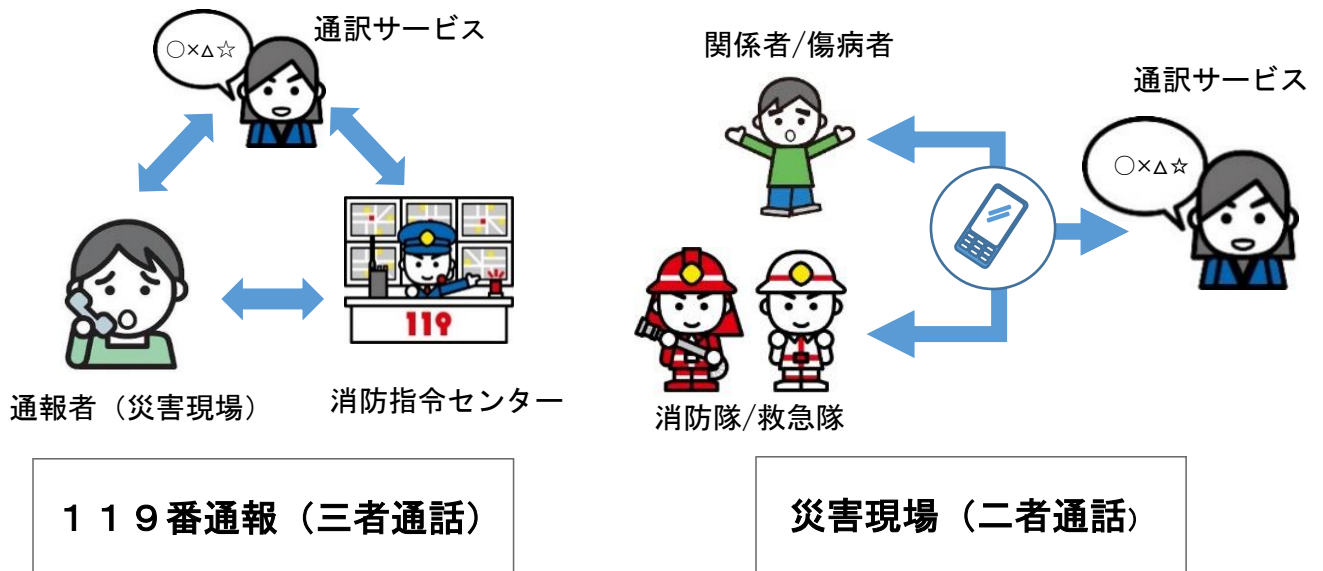 通訳サービス
○×△☆
通報者（災害現場）
119
消防指令センター
１１９番通報（三者通話）
関係者/傷病者
通訳サービス
○×△☆
消防隊/救急隊
災害現場（二者通話）